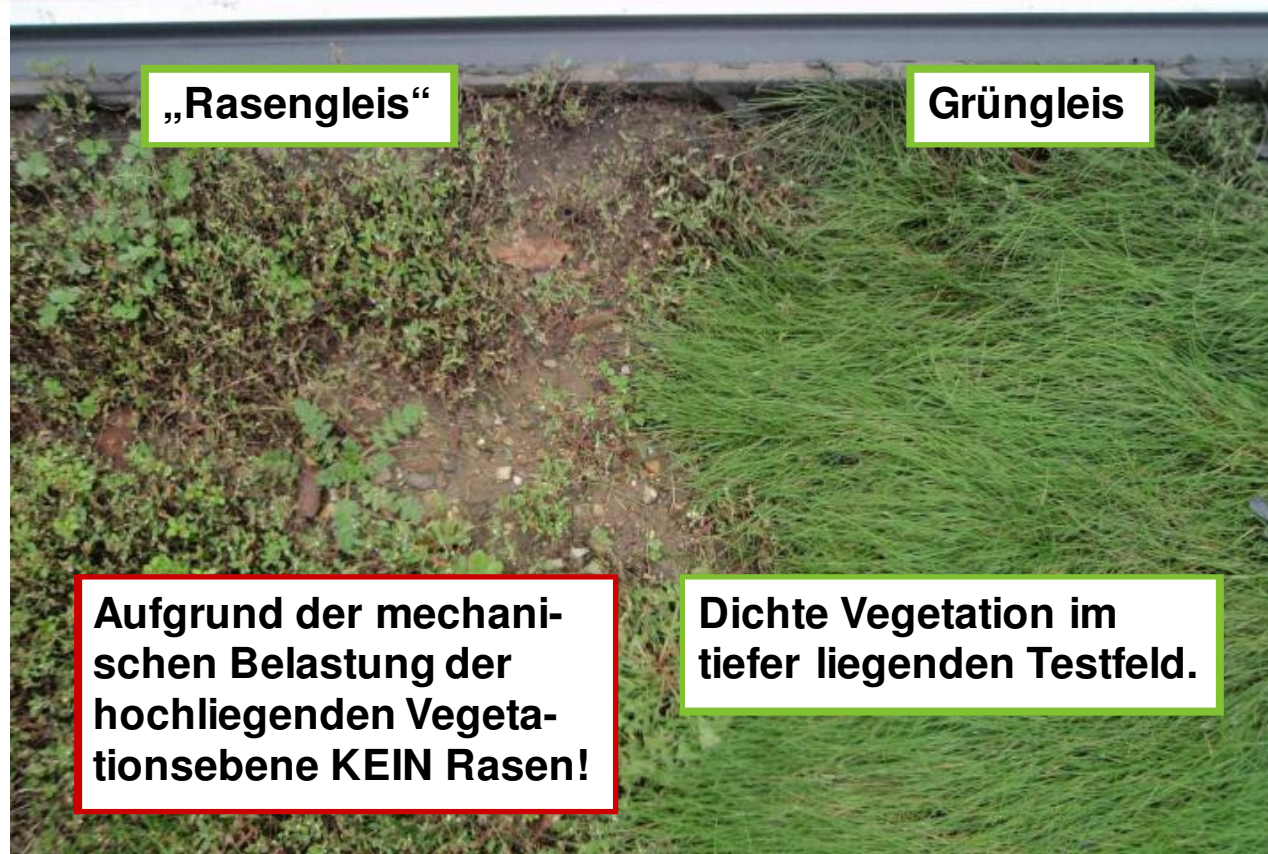 „Rasengleis“
Grüngleis
Aufgrund der mechani-
schen Belastung der
hochliegenden Vegeta-
tionsebene KEIN Rasen!
Dichte Vegetation im
tiefer liegenden Testfeld.